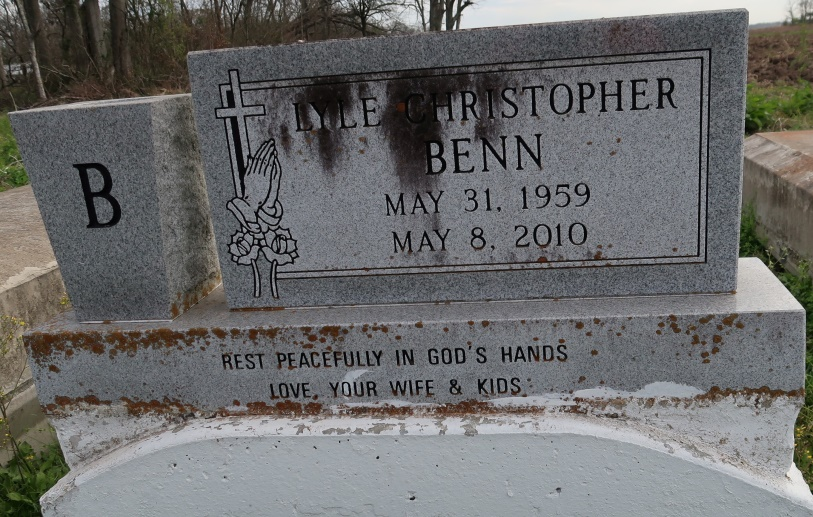 B
LYLE CHRISTOPHER
BENN
MAY 31, 1959
MAY 8, 2010
REST PEACEFULLY IN GOD'S HANDS
LOVE, YOUR WIFE & KIDS